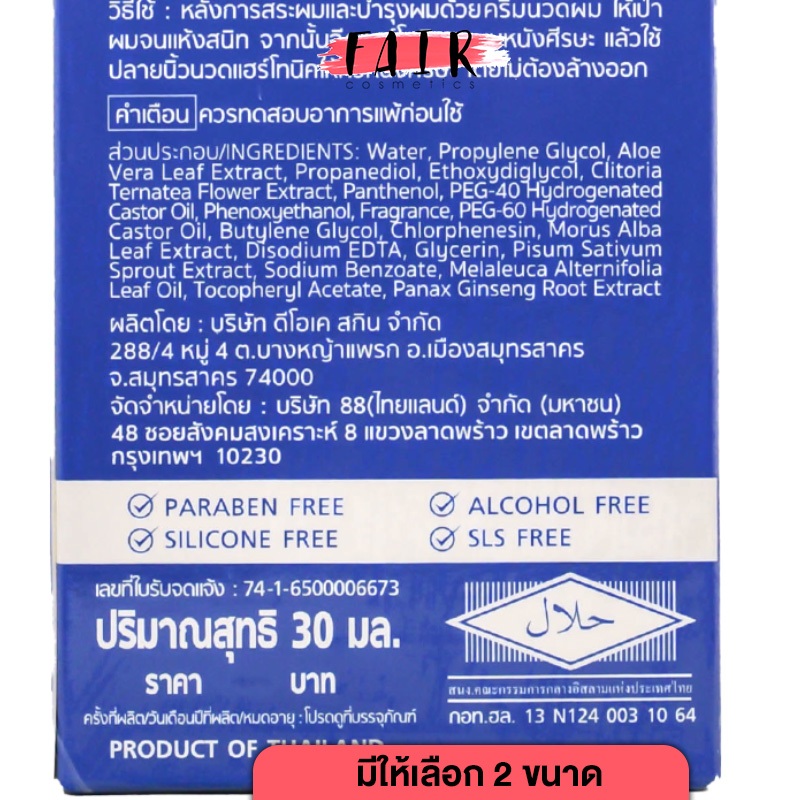 วิธีใช้ : หลังการสระผมและบำรุงผมด้วยครีมนวดผม ให้เป่า
ผมจนแห้งสนิท จากนั้น หนังศีรษะ แล้วใช้
ปลายนิ้วนวดแฮร์โทนิค โดยไม่ต้องล้างออก
FAIR
cosmetics
คำเตือน ควรทดสอบอาการแพ้ก่อนใช้
ส่วนประกอบ/INGREDIENTS: Water, Propylene Glycol, Aloe
Vera Leaf Extract, Propanediol, Ethoxydiglycol, Clitoria
Ternatea Flower Extract, Panthenol, PEG-40 Hydrogenated
Castor Oil, Phenoxyethanol, Fragrance, PEG-60 Hydrogenated
Castor Oil, Butylene Glycol, Chlorphenesin, Morus Alba
Leaf Extract, Disodium EDTA, Glycerin, Pisum Sativum
Sprout Extract, Sodium Benzoate, Melaleuca Alternifolia
Leaf Oil, Tocopheryl Acetate, Panax Ginseng Root Extract
ผลิตโดย : บริษัท ดีโอเค สกิน จำกัด
288/4 หมู่ 4 ต.บางหญ้าแพรก อ.เมืองสมุทรสาคร
จ.สมุทรสาคร 74000
จัดจำหน่ายโดย : บริษัท 88(ไทยแลนด์) จำกัด (มหาชน)
48 ซอยสังคมสงเคราะห์ 8 แขวงลาดพร้าว เขตลาดพร้าว
กรุงเทพฯ 10230
PARABEN FREE ALCOHOL FREE
SILICONE FREE SLS FREE
เลขที่ใบรับจดแจ้ง : 74-1-6500006673
ปริมาณสุทธิ 30 มล.
ราคา บาท
ครั้งที่ผลิต/วันเดือนปีที่ผลิต/หมดอายุ : โปรดดูที่บรรจุภัณฑ์
PRODUCT OF THAILAND
حلال
สนง.คณะกรรมการกลางอิสลามแห่งประเทศไทย
กอท.ฮล. 13 N124 003 10 64
มีให้เลือก 2 ขนาด